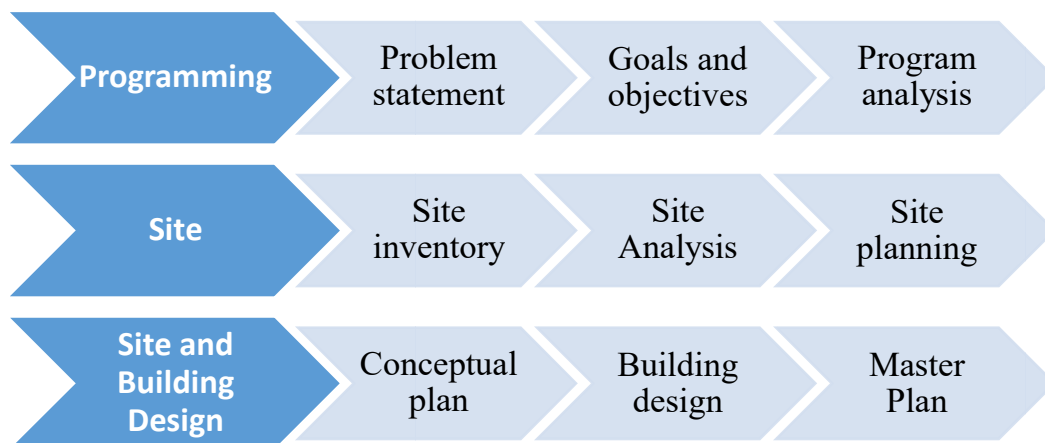 Programming
Problem
statement
Goals and
objectives
Program
analysis
Site
Site
inventory
Site
Analysis
Site
planning
Site and
Building
Design
Conceptual
plan
Building
design
Master
Plan